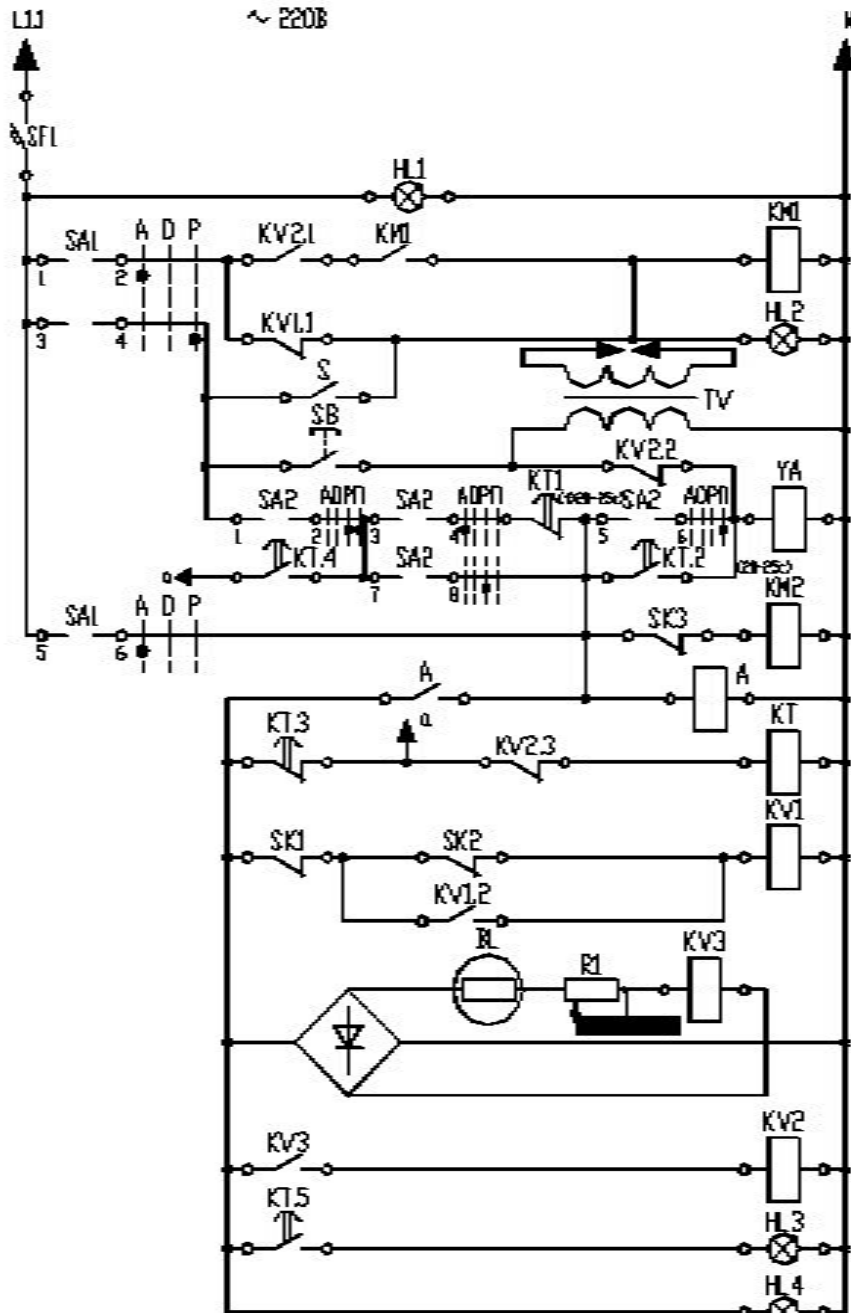 L11 ~ 220В
SF1
HL1
A D P KV2.1 KM1 KM1
SA1
1 2
HL2
3 4 KV1.1
S
TV
SB
KV2.2
KT1 YA
SA2 АОРП SA2 АОРП SA2 АОРП
1 2 3 4 5 6
KT.4 SA2 KT.2
a 7 8
A D P KM2
SA1 SK3
5 6
A A
KT.3 a KT
KV2.3
KV1
SK1 SK2
KV1.2
BL
R1 KV3
KV3 KV2
KT.5
HL3
HL4